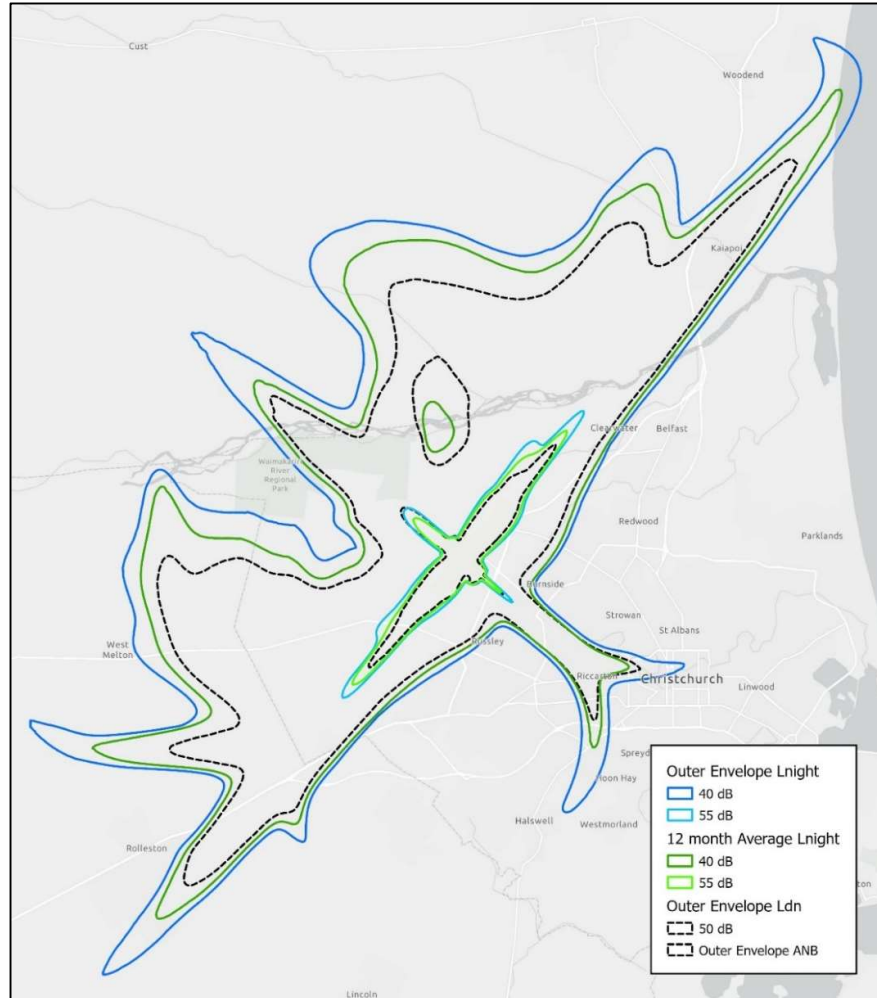 Cust
Woodend
Kaiapoi
Clearwater
Belfast
Waimakariri
River
Regional
Park
Redwood
Parklands
Burnside
Strowan
St Albans
West
Melton
Russley
Riccarton
Christchurch
Linwood
Hoon Hay
Halswell
Westmorland
Rolleston
Lincoln
Outer Envelope Lnight
40 dB
55 dB
12 month Average Lnight
40 dB
55 dB
Outer Envelope Ldn
50 dB
Outer Envelope ANB